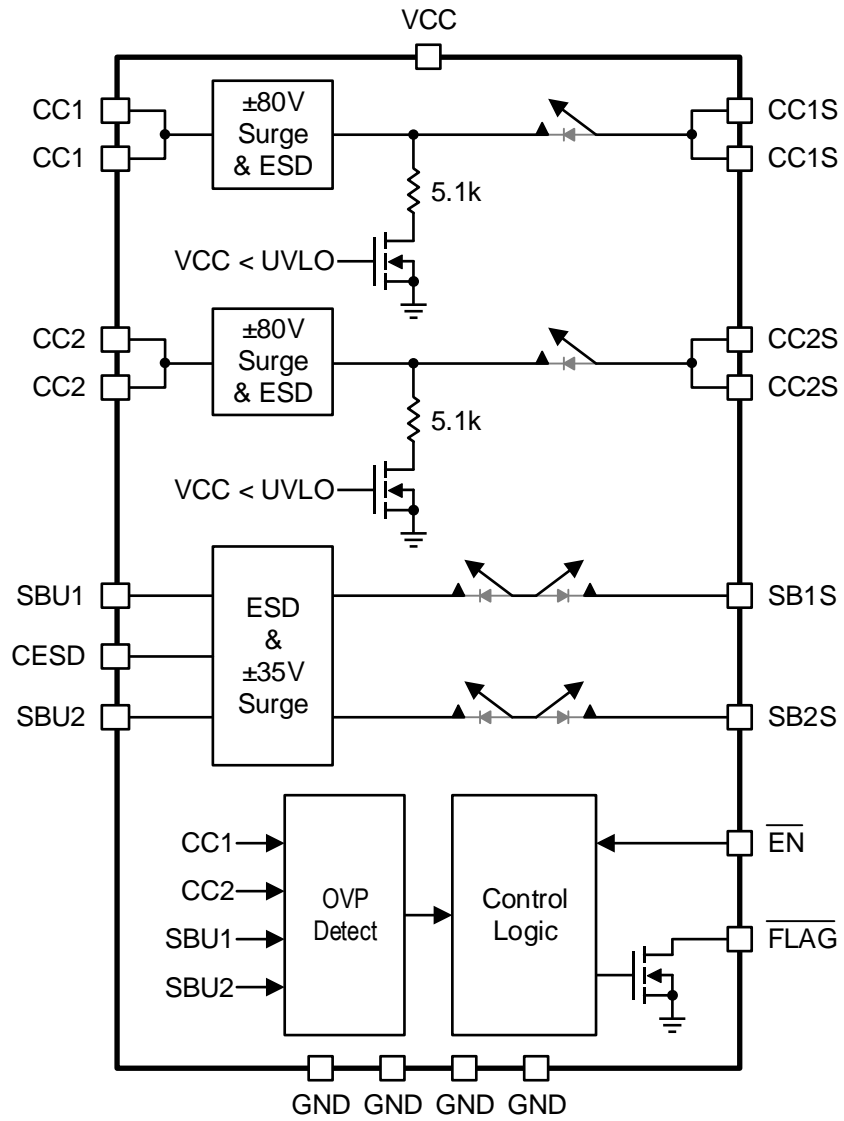 VCC
CC1
CC1
±80V
Surge
& ESD
CC1S
CC1S
5.1k
VCC < UVLO
CC2
CC2
±80V
Surge
& ESD
CC2S
CC2S
5.1k
VCC < UVLO
SBU1
CESD
SBU2
ESD
&
±35V
Surge
SB1S
SB2S
CC1
CC2
SBU1
SBU2
OVP
Detect
Control
Logic
EN
FLAG
GND GND GND GND